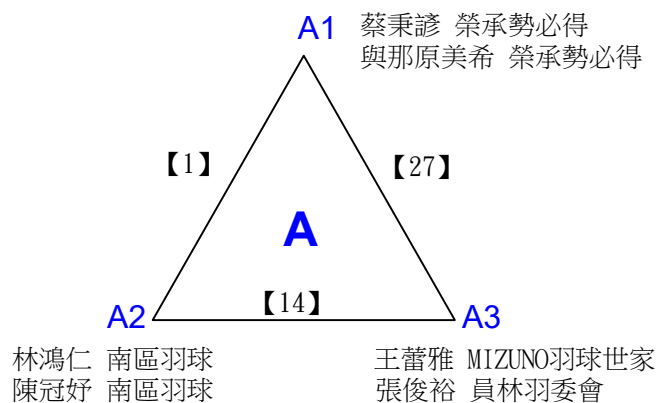 A1
蔡秉諺 榮承勢必得
與那原美希 榮承勢必得
【1】
【27】
A
【14】
A2
A3
林鴻仁 南區羽球
陳冠妤 南區羽球
王蕾雅 MIZUNO羽球世家
張俊裕 員林羽委會